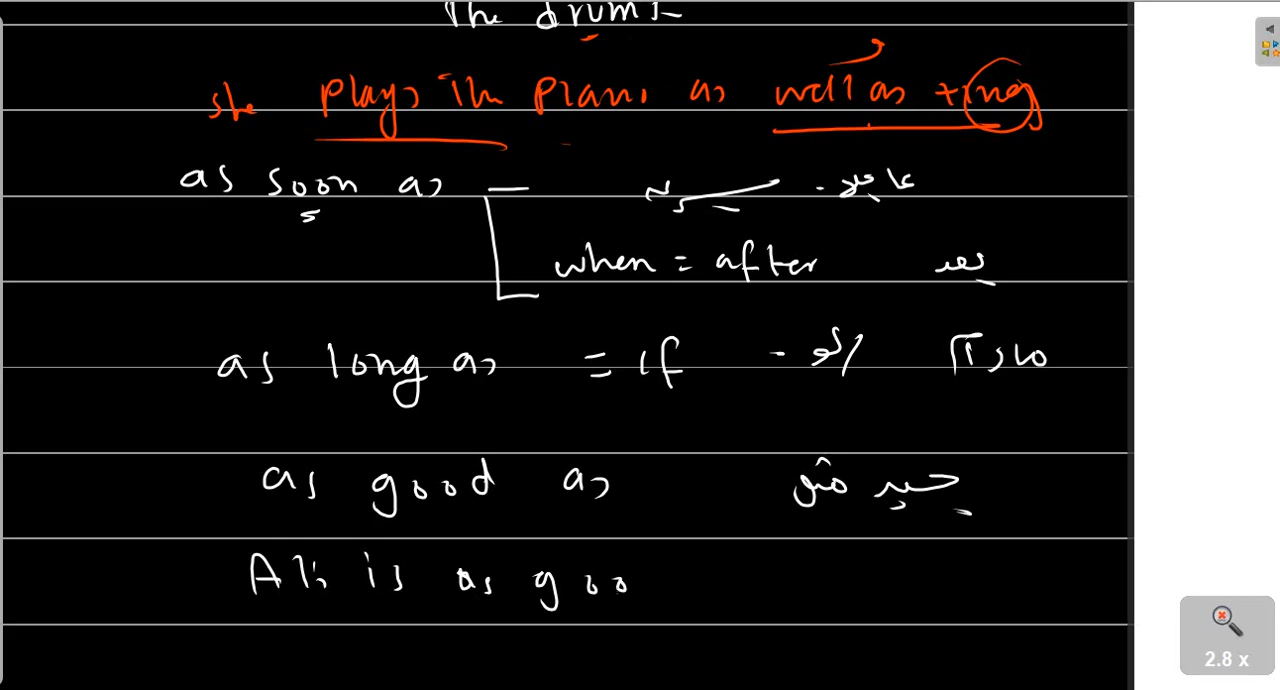 The drums
she plays the piano as well as +ing
as soon as
when = after بعد
as long as = if
as good as جيد مثل
Ali is as goo
2.8 x